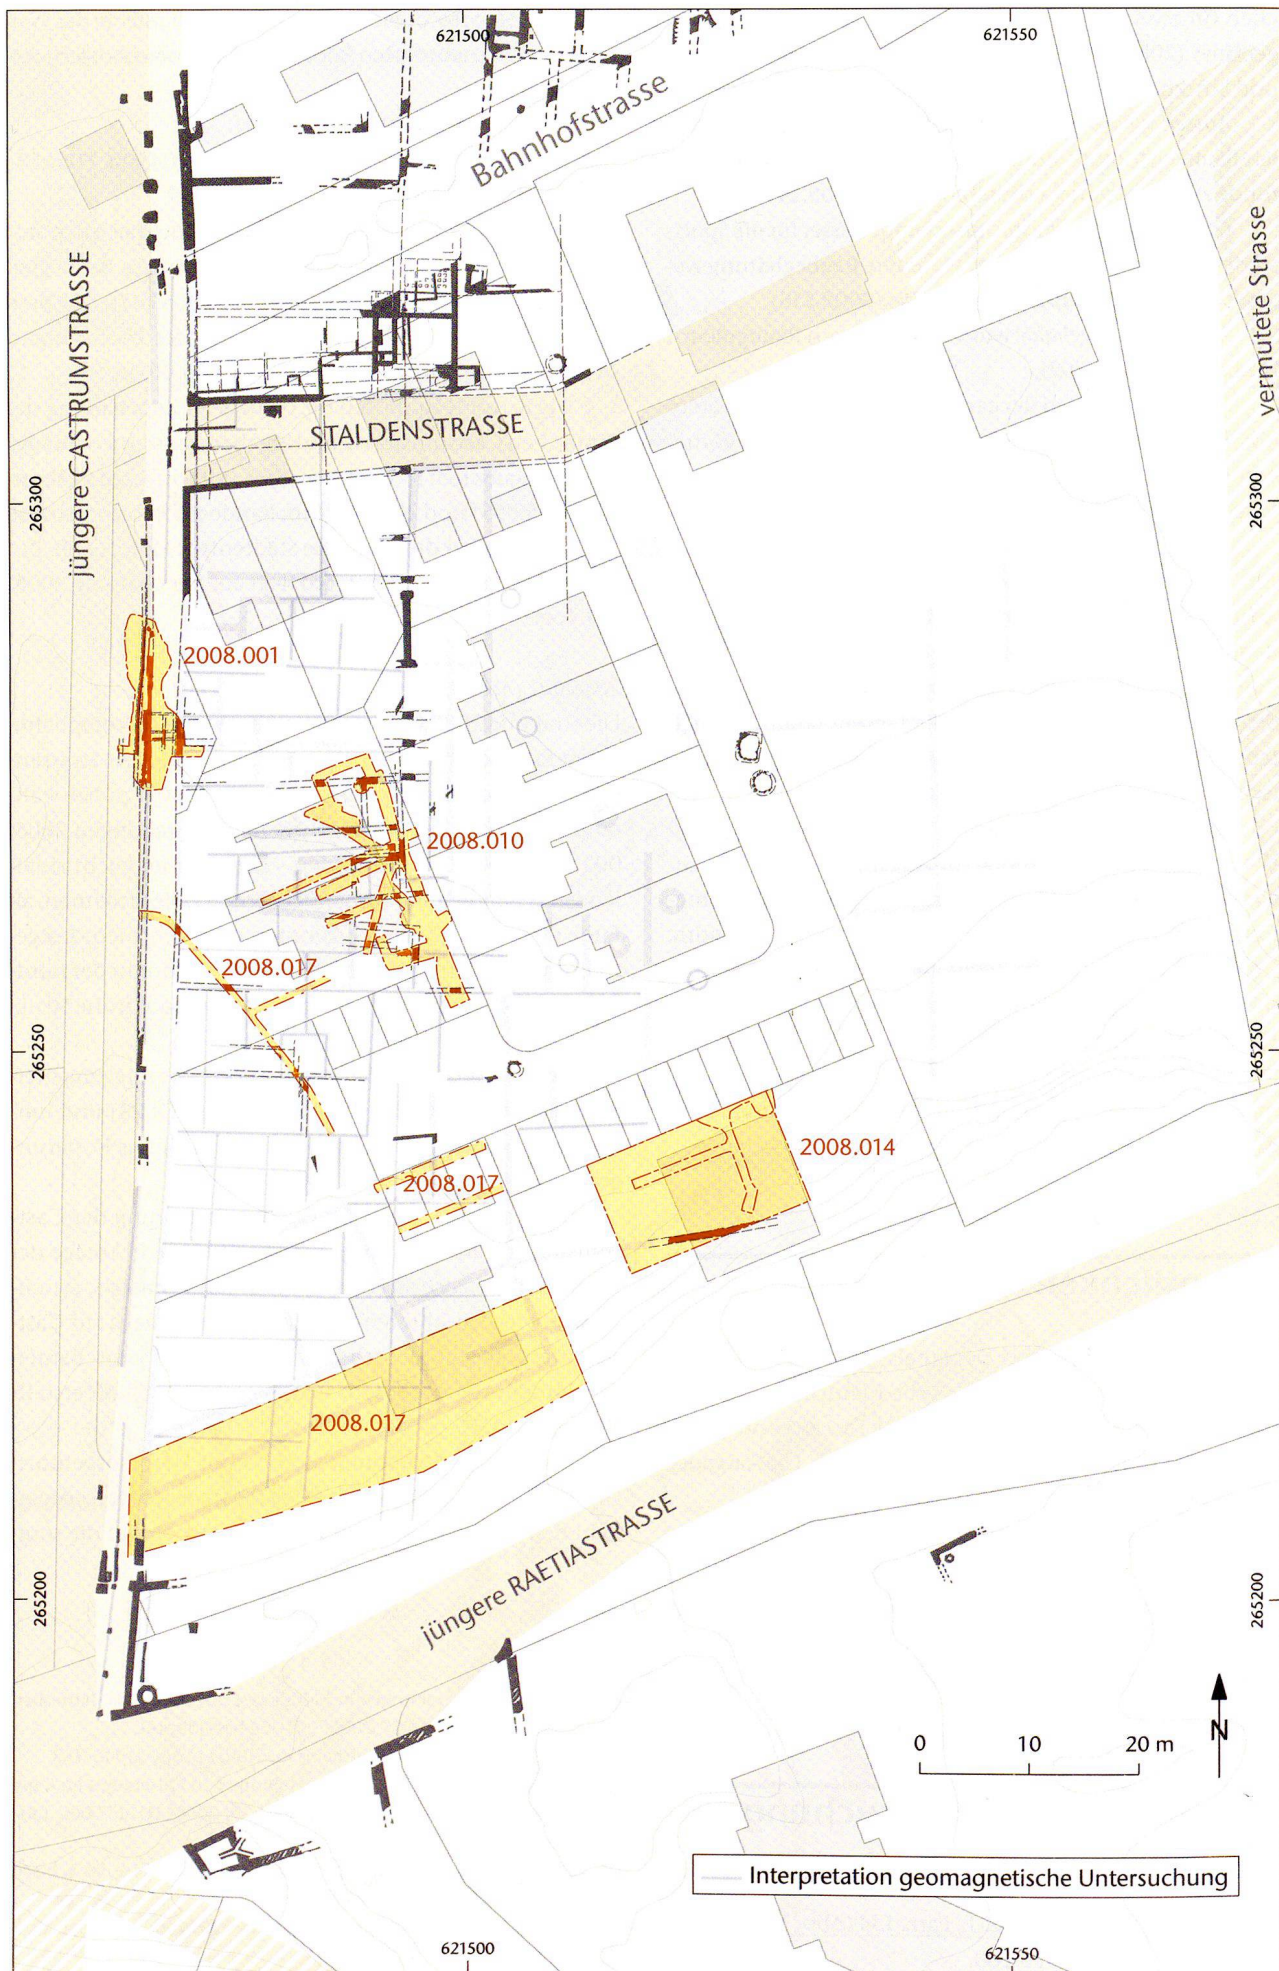 621500
621550
Bahnhofstrasse
jüngere CASTRUMSTRASSE
vermutete Strasse
STALDENSTRASSE
265300
265300
2008.001
2008.010
2008.017
265250
265250
2008.014
2008.017
2008.017
jüngere RAETIASTRASSE
265200
265200
0 10 20 m
N
Interpretation geomagnetische Untersuchung
621500
621550